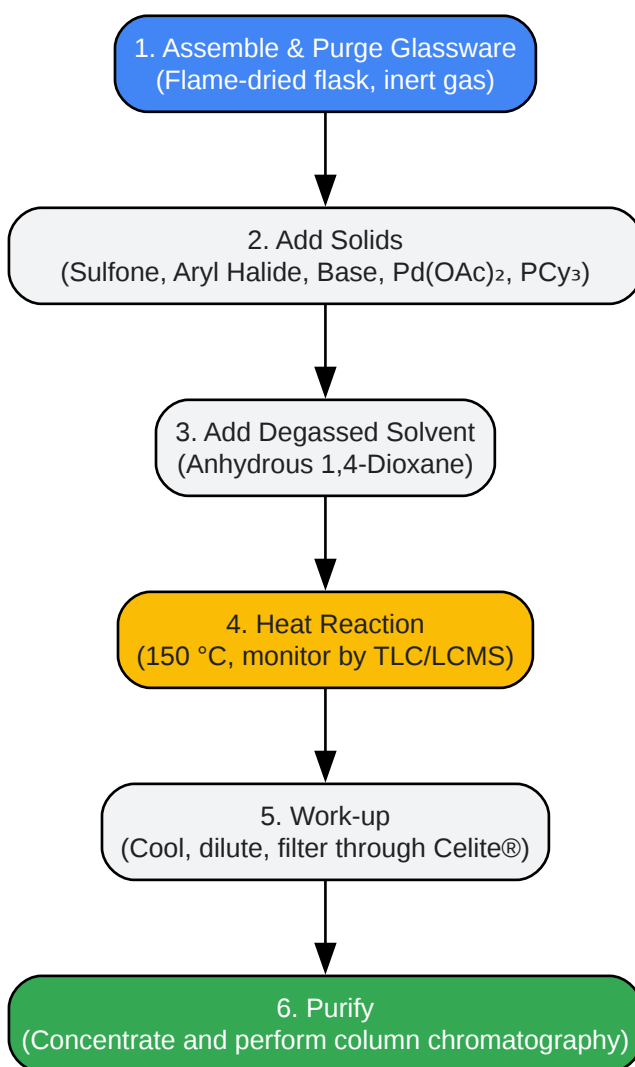 1. Assemble & Purge Glassware
(Flame-dried flask, inert gas)
2. Add Solids
(Sulfone, Aryl Halide, Base, Pd(OAc)₂, PCy₃)
3. Add Degassed Solvent
(Anhydrous 1,4-Dioxane)
4. Heat Reaction
(150 °C, monitor by TLC/LCMS)
5. Work-up
(Cool, dilute, filter through Celite®)
6. Purify
(Concentrate and perform column chromatography)